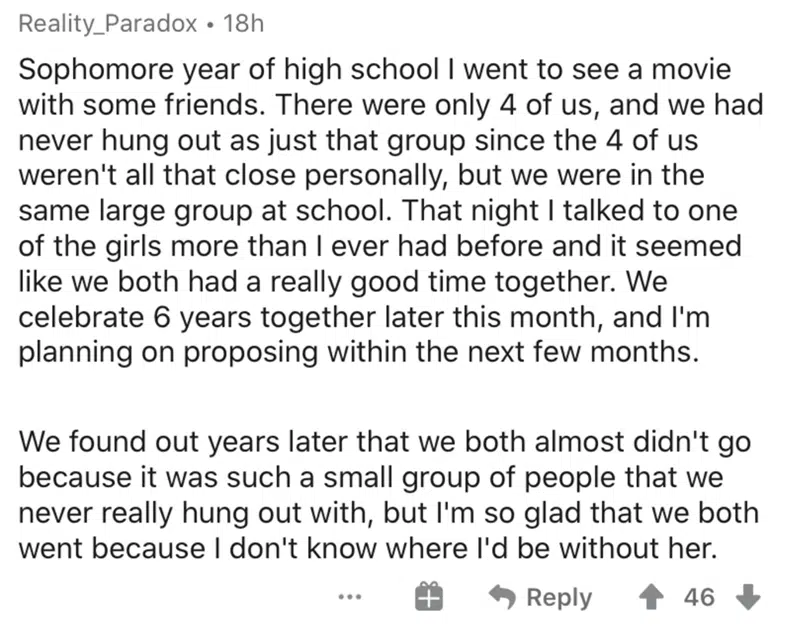 Reality_Paradox • 18h
Sophomore year of high school I went to see a movie
with some friends. There were only 4 of us, and we had
never hung out as just that group since the 4 of us
weren't all that close personally, but we were in the
same large group at school. That night I talked to one
of the girls more than I ever had before and it seemed
like we both had a really good time together. We
celebrate 6 years together later this month, and I'm
planning on proposing within the next few months.
We found out years later that we both almost didn't go
because it was such a small group of people that we
never really hung out with, but I'm so glad that we both
went because I don't know where I'd be without her.
... Reply 46